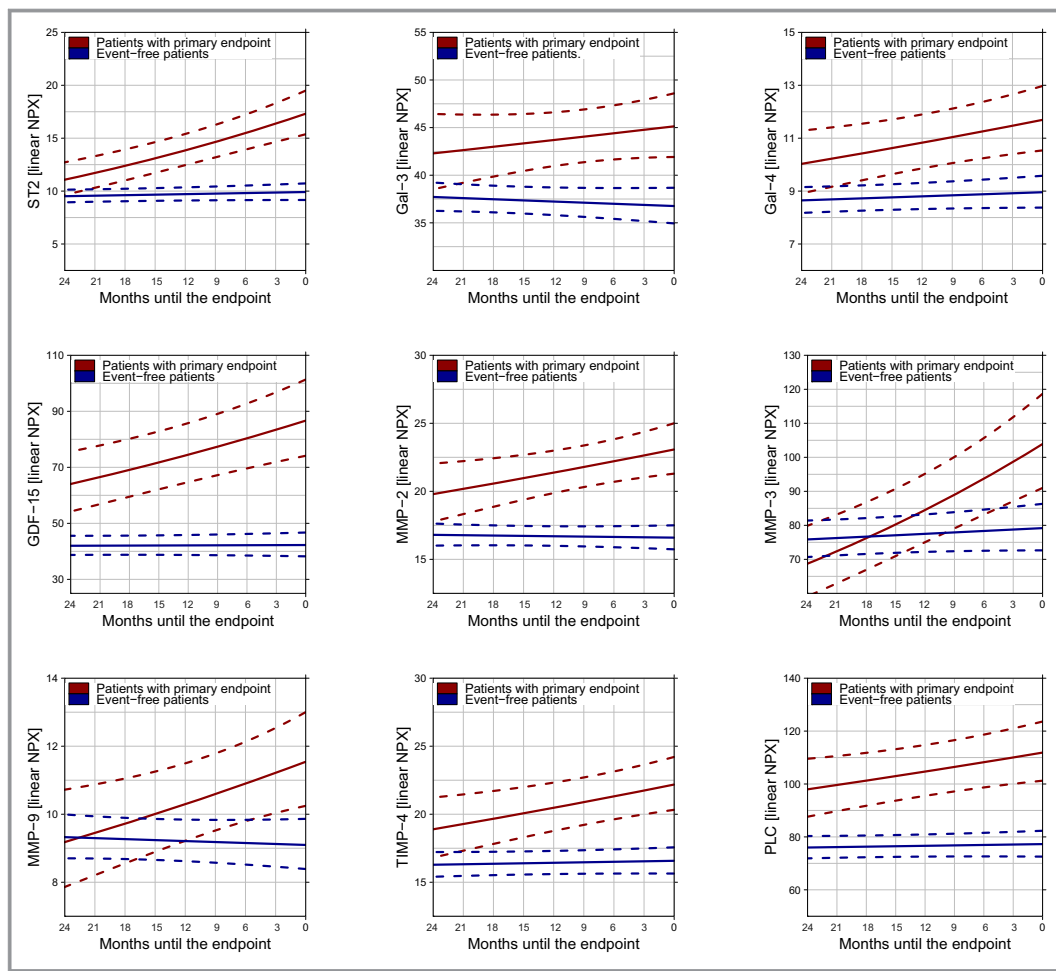 25
20
15
10
5
ST2 [linear NPX]
Patients with primary endpoint
Event−free patients
24 21 18 15 12 9 6 3 0
Months until the endpoint
55
50
45
40
35
Gal−3 [linear NPX]
Patients with primary endpoint
Event−free patients.
24 21 18 15 12 9 6 3 0
Months until the endpoint
15
13
11
9
7
Gal−4 [linear NPX]
Patients with primary endpoint
Event−free patients
24 21 18 15 12 9 6 3 0
Months until the endpoint
110
90
70
50
30
GDF−15 [linear NPX]
Patients with primary endpoint
Event−free patients
24 21 18 15 12 9 6 3 0
Months until the endpoint
30
25
20
15
MMP−2 [linear NPX]
Patients with primary endpoint
Event−free patients
24 21 18 15 12 9 6 3 0
Months until the endpoint
130
120
110
100
90
80
70
MMP−3 [linear NPX]
Patients with primary endpoint
Event−free patients
24 21 18 15 12 9 6 3 0
Months until the endpoint
14
12
10
8
MMP−9 [linear NPX]
Patients with primary endpoint
Event−free patients
24 21 18 15 12 9 6 3 0
Months until the endpoint
30
25
20
15
TIMP−4 [linear NPX]
Patients with primary endpoint
Event−free patients
24 21 18 15 12 9 6 3 0
Months until the endpoint
140
120
100
80
60
PLC [linear NPX]
Patients with primary endpoint
Event−free patients
24 21 18 15 12 9 6 3 0
Months until the endpoint